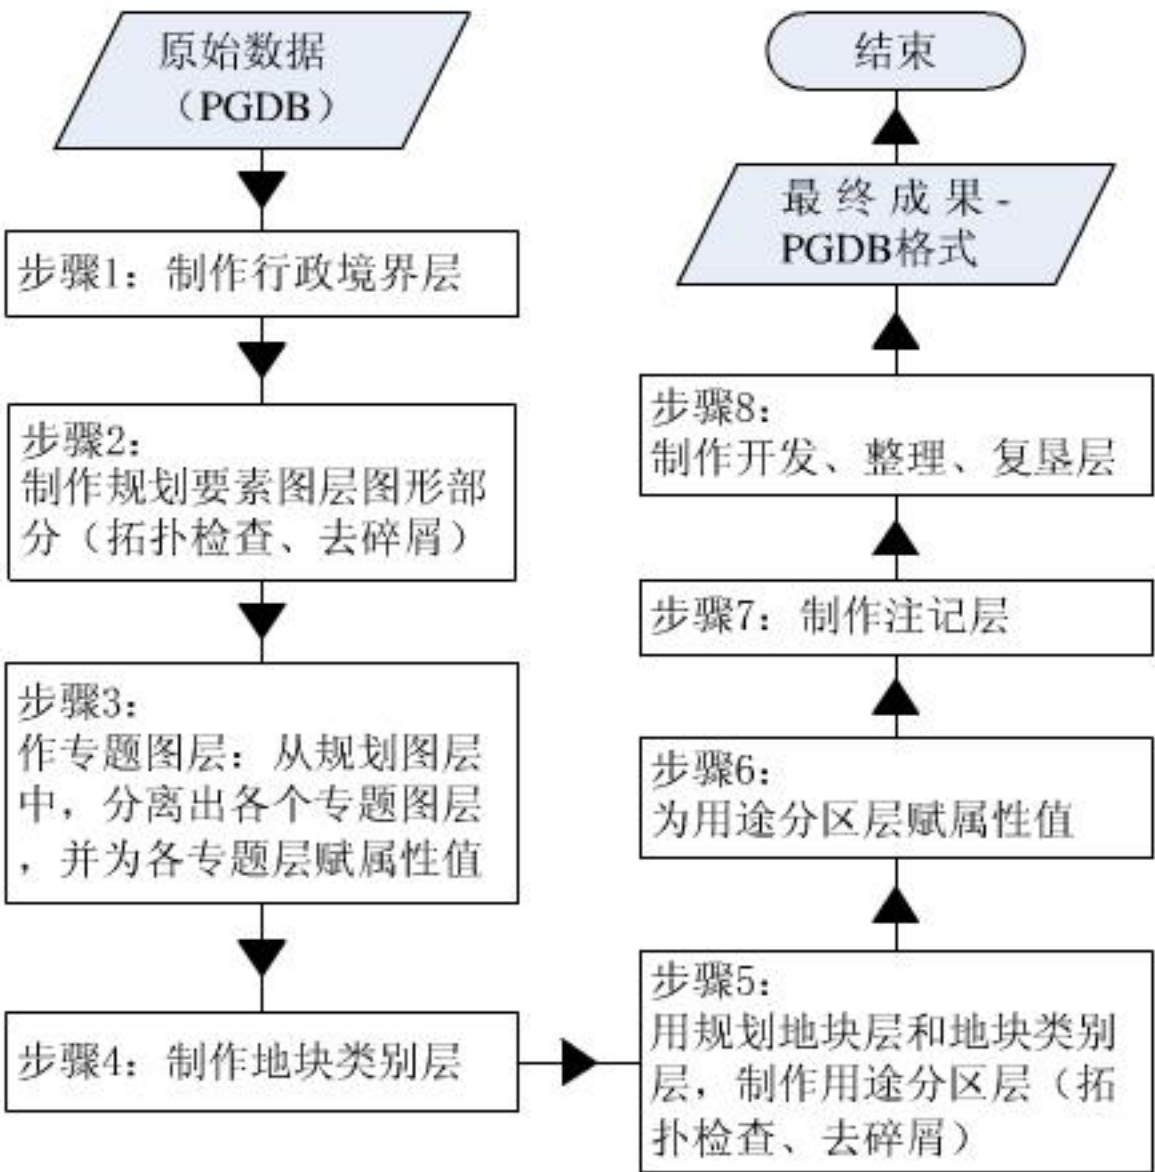 原始数据
（PGDB）
步骤1：制作行政境界层
步骤2：
制作规划要素图层图形部
分（拓扑检查、去碎屑）
步骤3：
作专题图层：从规划图层
中，分离出各个专题图层
，并为各专题层赋属性值
步骤4：制作地块类别层
步骤5：
用规划地块层和地块类别
层，制作用途分区层（拓
扑检查、去碎屑）
步骤6：
为用途分区层赋属性值
步骤7：制作注记层
步骤8：
制作开发、整理、复垦层
最终成果-
PGDB格式
结束